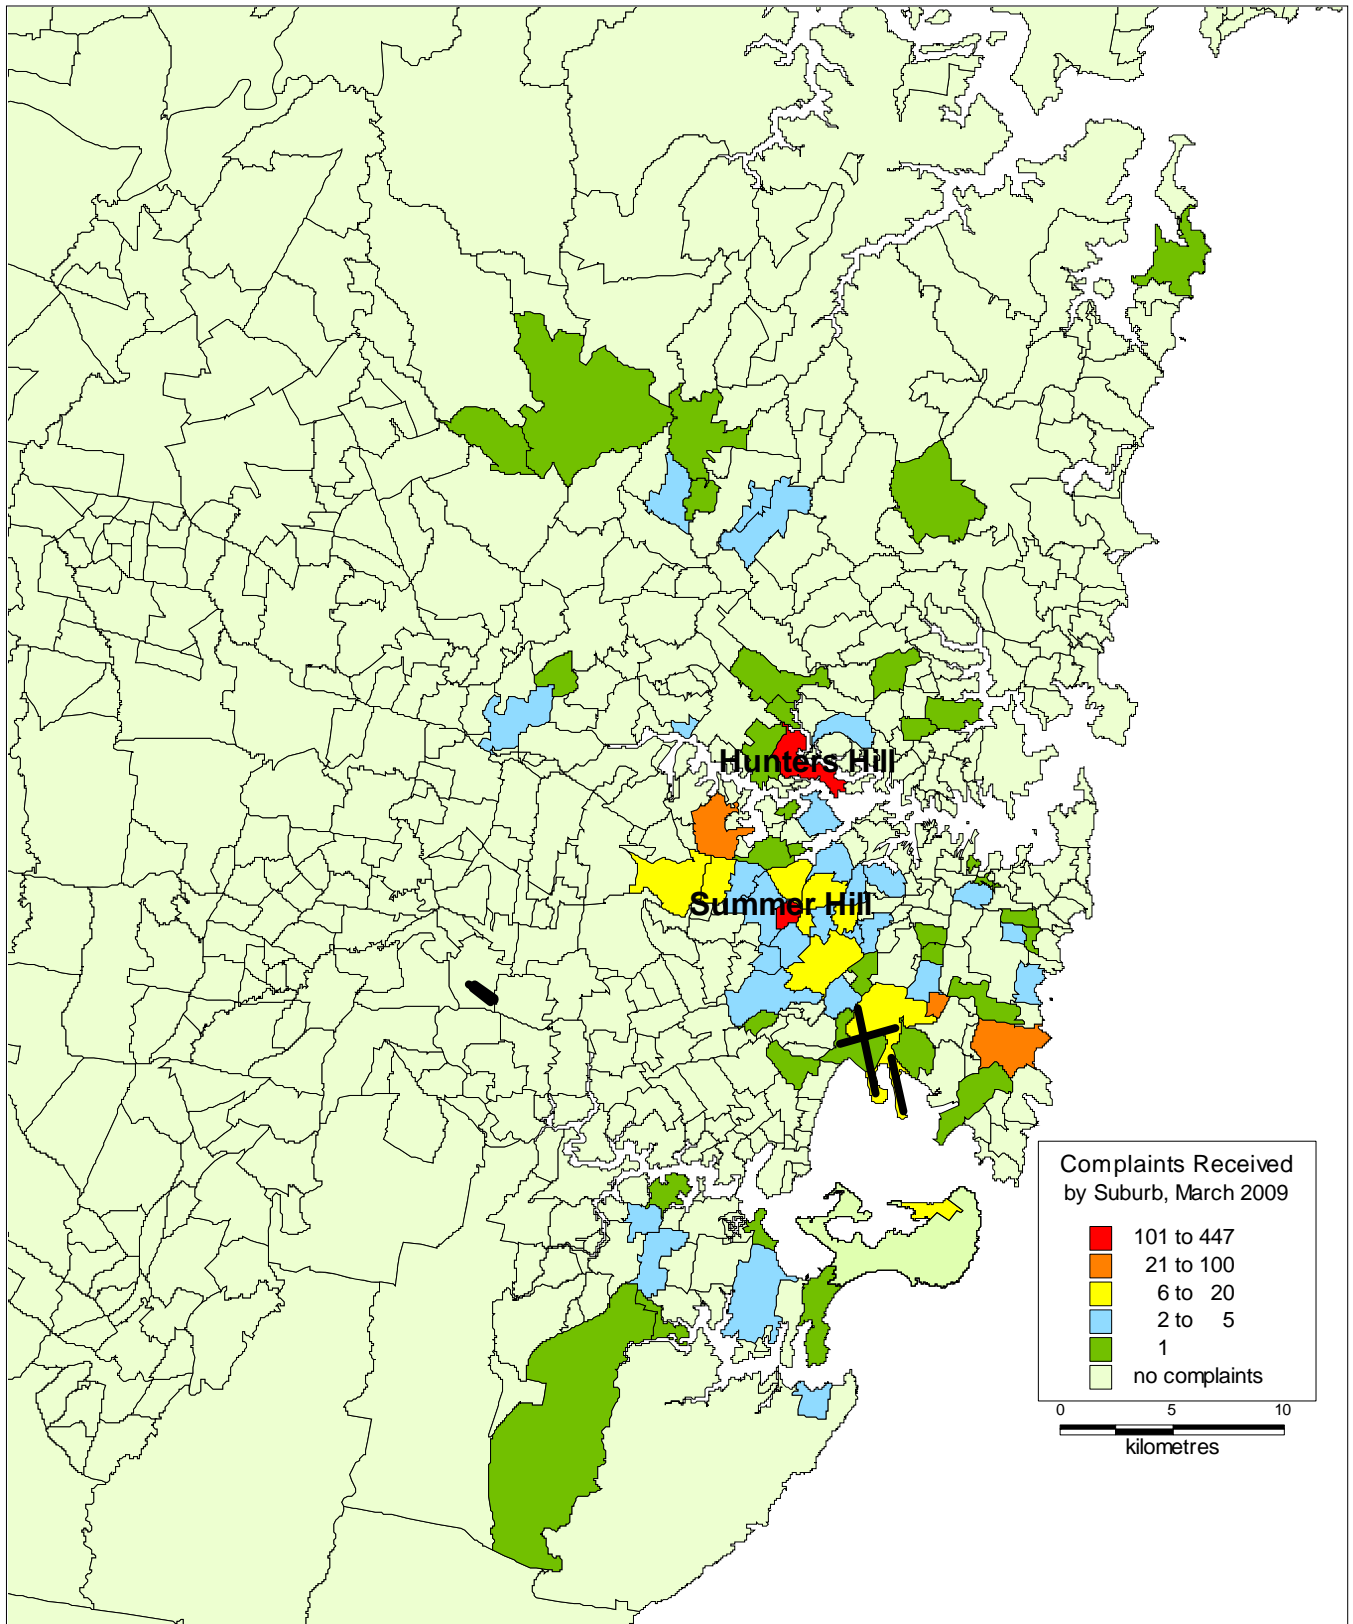 Hunters Hill
Summer Hill
Complaints Received
by Suburb, March 2009
101 to 447
21 to 100
6 to 20
2 to 5
1
no complaints
0 5 10
kilometres